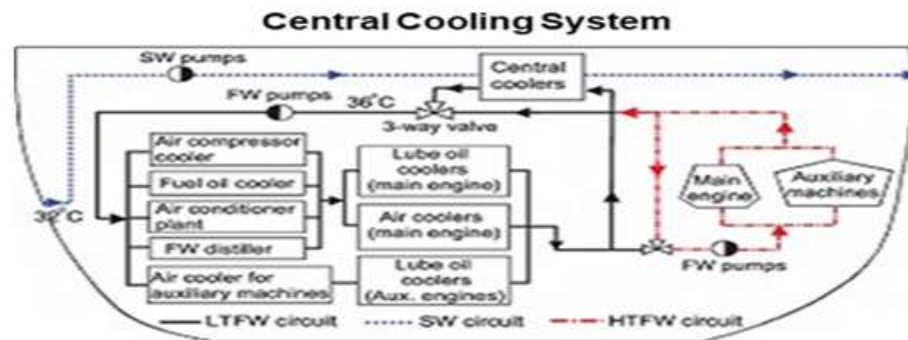 Central Cooling System
SW pumps
Central
coolers
FW pumps
36°C
3-way valve
Air compressor
cooler
Fuel oil cooler
Air conditioner
plant
FW distiller
Air cooler for
auxiliary machines
Lube oil
coolers
(main engine)
Air coolers
(main engine)
Lube oil
coolers
(Aux. engines)
Main
engine
Auxiliary
machines
32°C
FW pumps
LTFW circuit
SW circuit
HTFW circuit